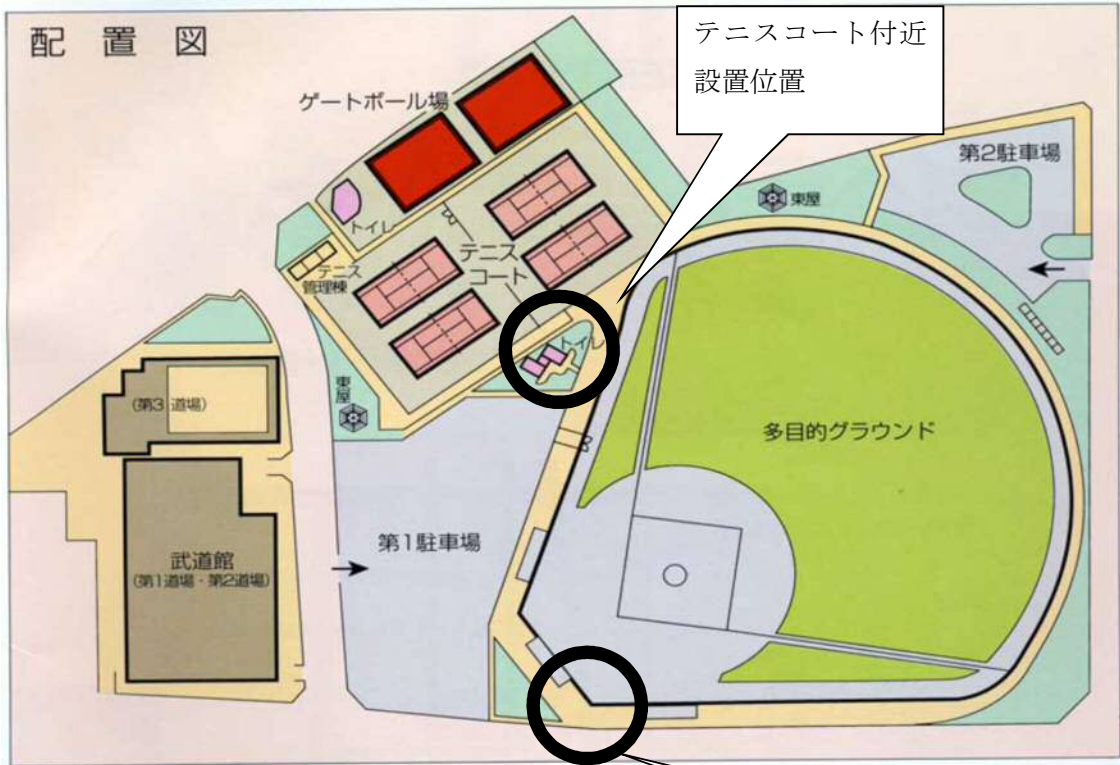 配 置 図
テニスコート付近
設置位置
ゲートボール場
第2駐車場
東屋
トイレ
テニス
コート
テニス
管理棟
トイレ
東屋
(第3 道場)
多目的グラウンド
第1駐車場
武道館
(第1道場・第2道場)